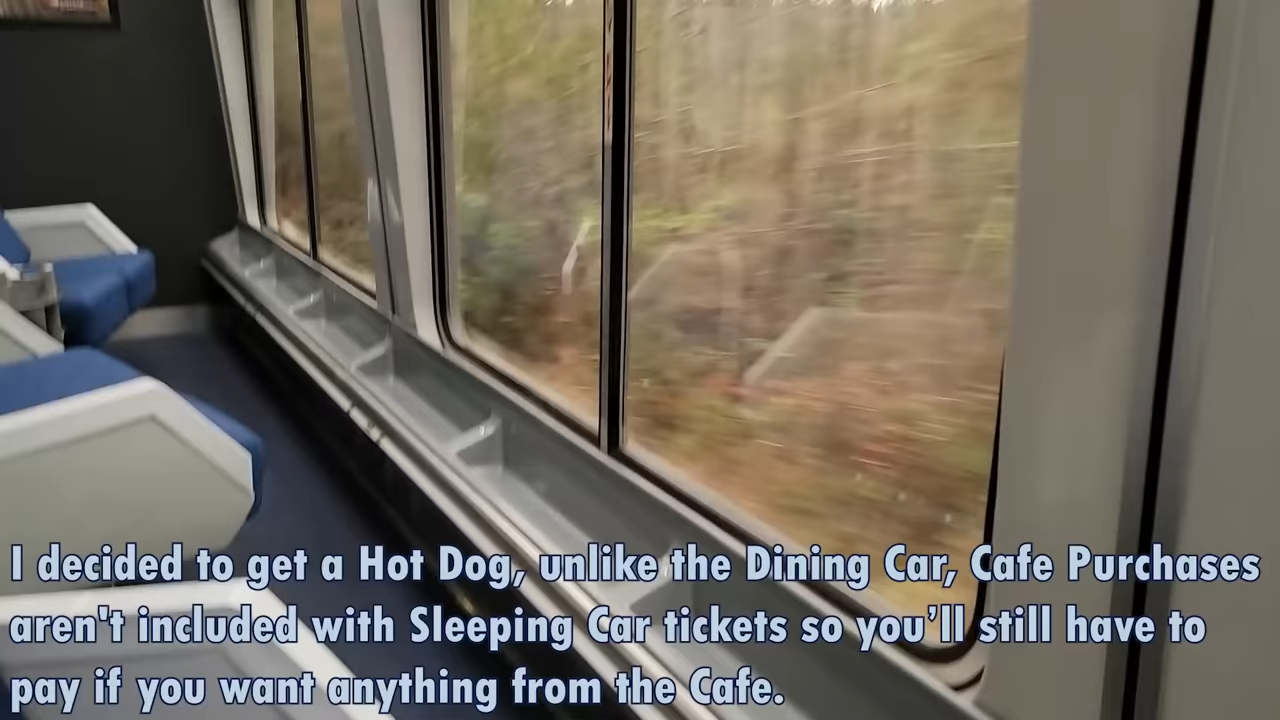 I decided to get a Hot Dog, unlike the Dining Car, Cafe Purchases
aren't included with Sleeping Car tickets so you’ll still have to
pay if you want anything from the Cafe.